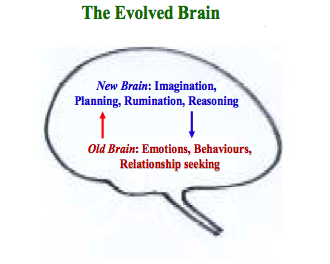 The Evolved Brain
New Brain: Imagination,
Planning, Rumination, Reasoning
Old Brain: Emotions, Behaviours,
Relationship seeking